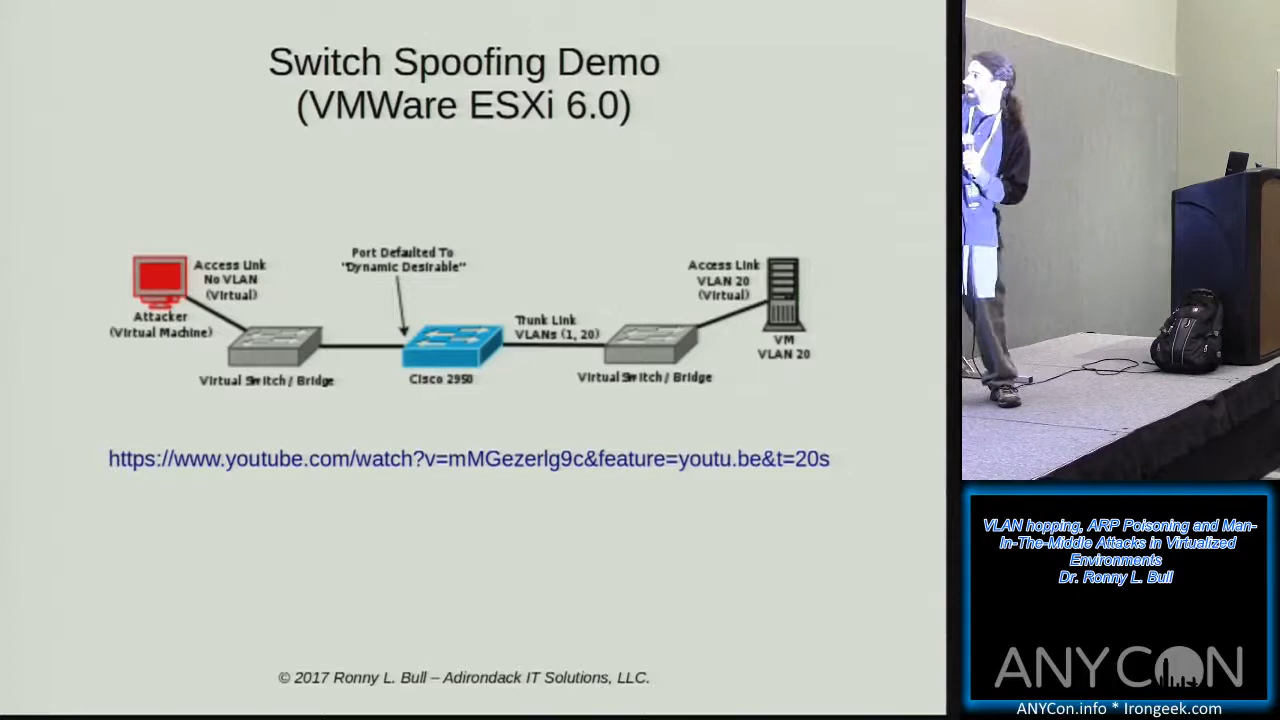 Switch Spoofing Demo
(VMWare ESXi 6.0)
Port Defaulted To
"Dynamic Desirable"
Access Link
No VLAN
(Virtual)
Access Link
VLAN 20
(Virtual)
Attacker
(Virtual Machine)
Trunk Link
VLANs (1, 20)
VM
VLAN 20
Virtual Switch / Bridge
Cisco 2950
Virtual Switch / Bridge
https://www.youtube.com/watch?v=mMGezerlg9c&feature=youtu.be&t=20s
© 2017 Ronny L. Bull – Adirondack IT Solutions, LLC.
VLAN hopping, ARP Poisoning and Man-
In-The-Middle Attacks in Virtualized
Environments
Dr. Ronny L. Bull
ANYCON
ANYCon.info * Irongeek.com